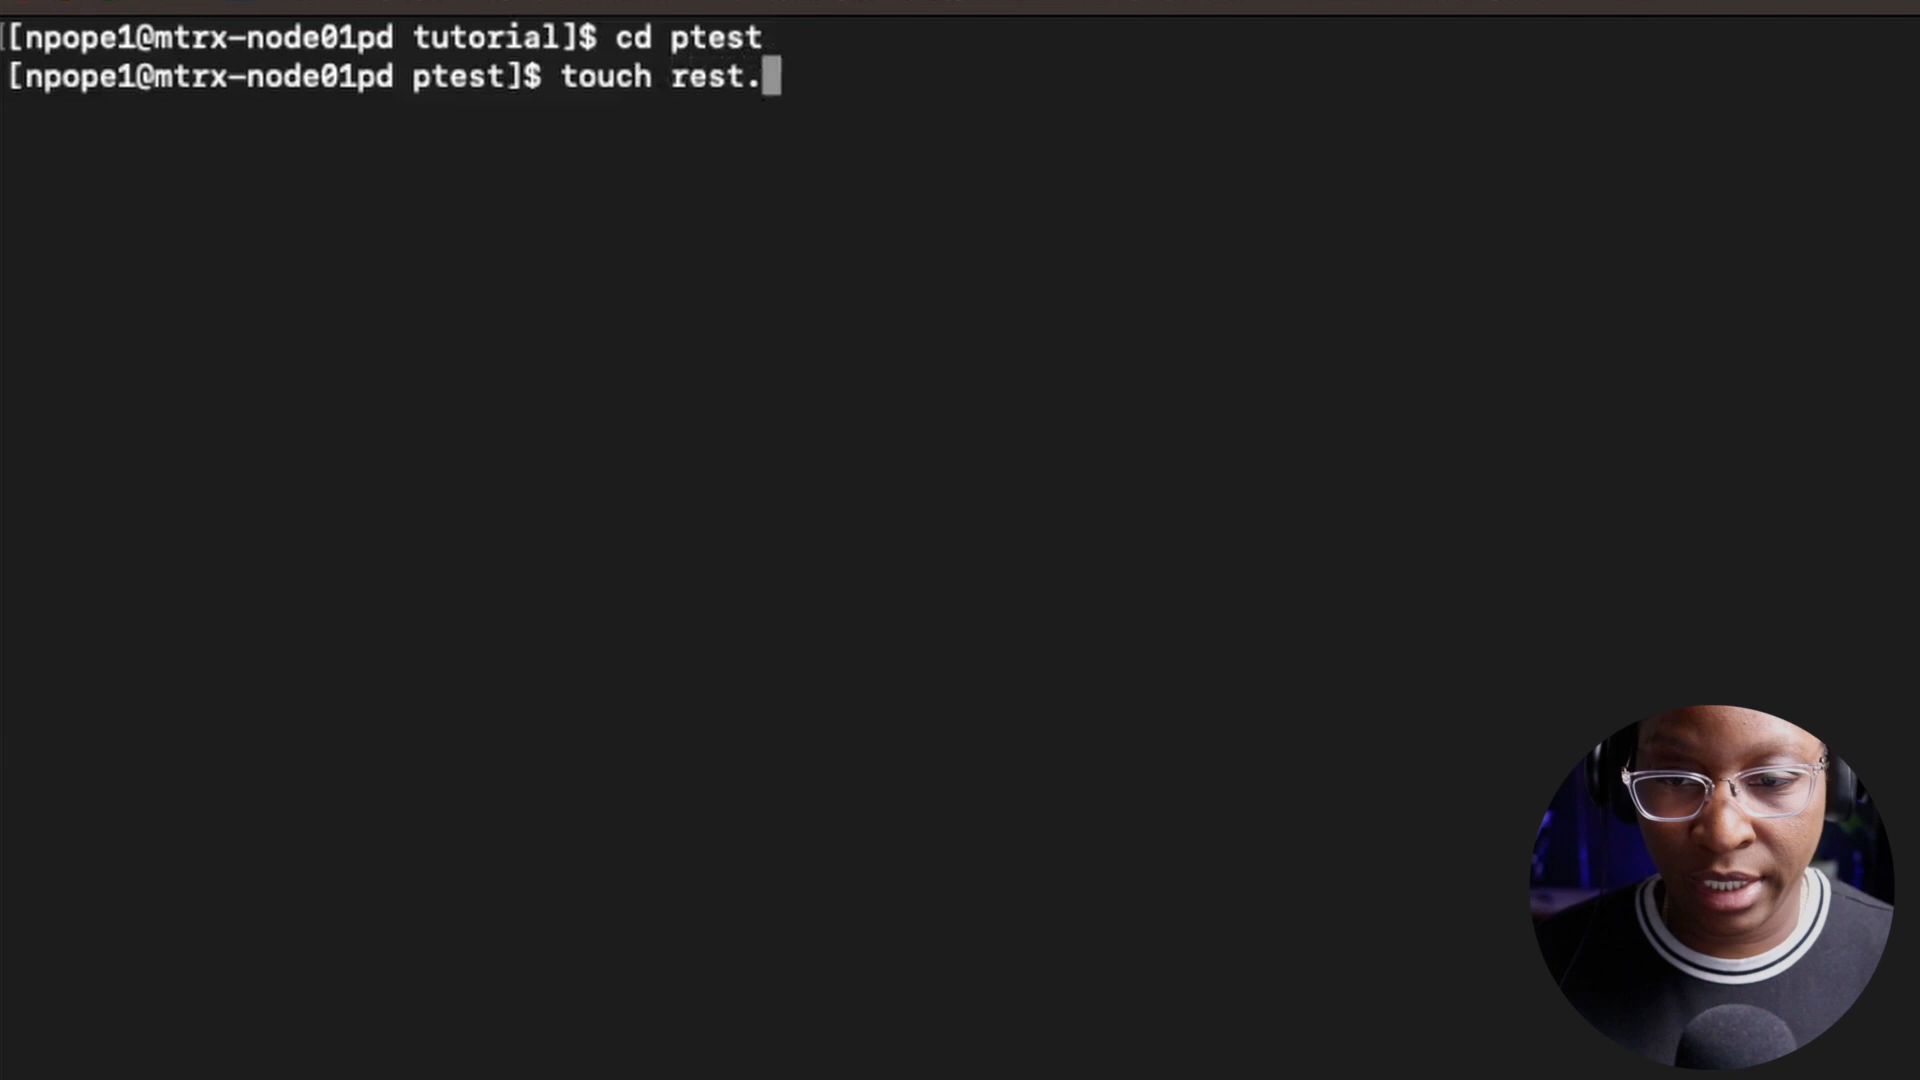 [[npope1@mtrx-node01pd tutorial]$ cd ptest
[npope1@mtrx-node01pd ptest]$ touch rest.